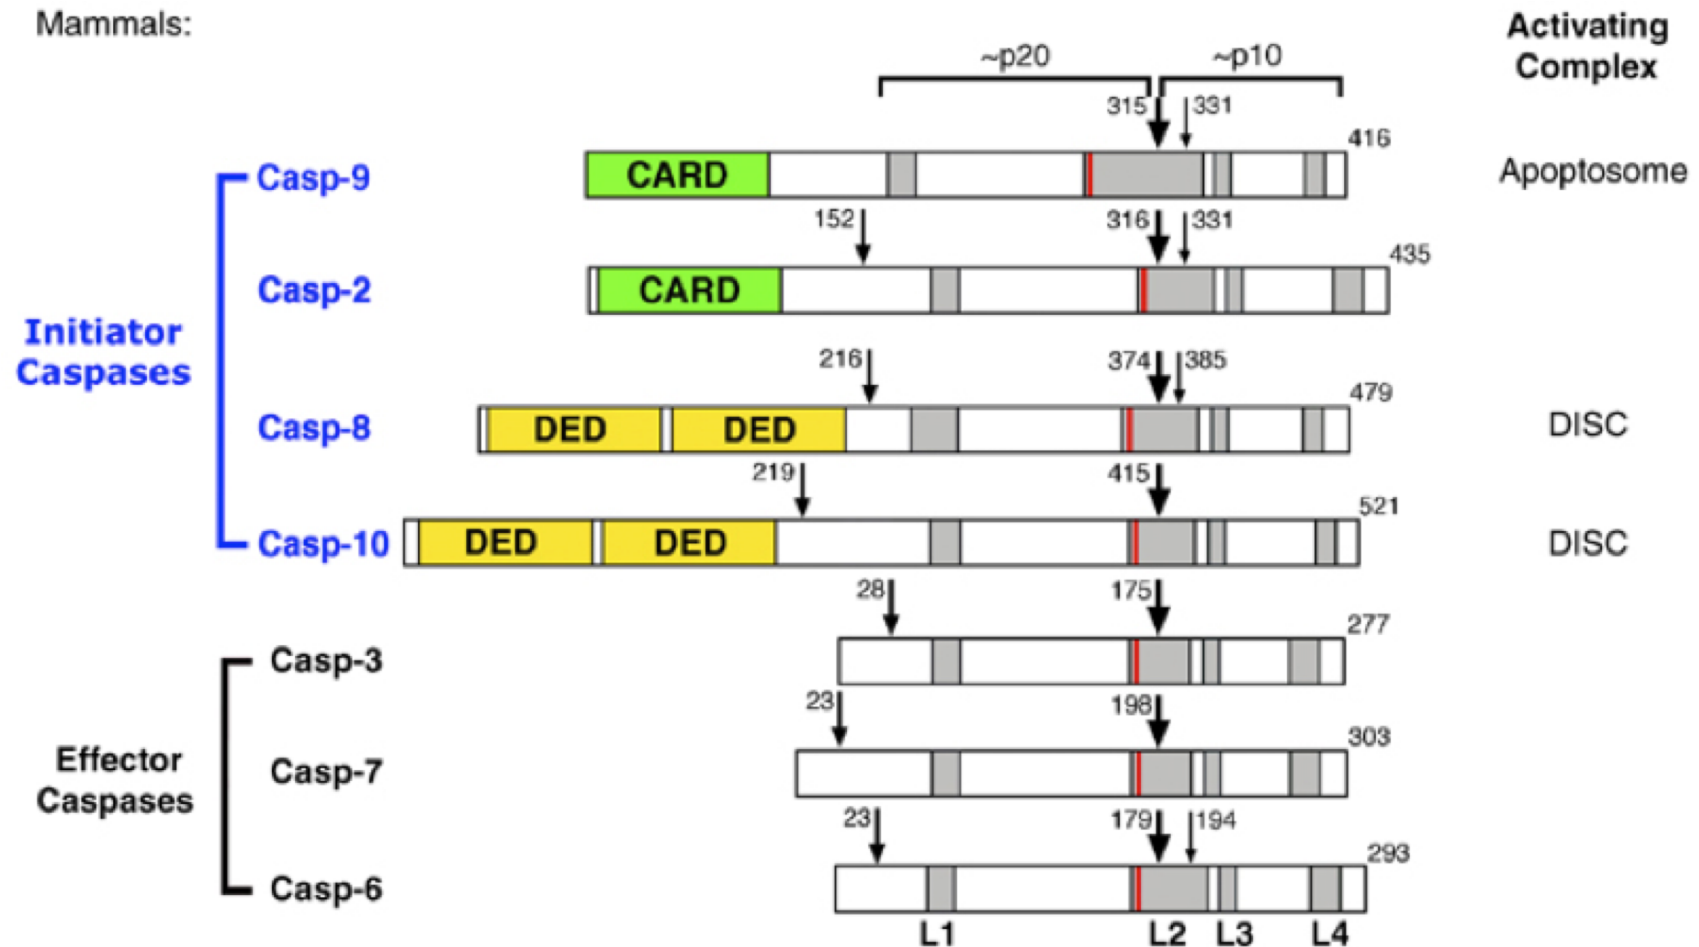 Mammals:
Activating
Complex
~p20
~p10
315
331
416
Casp-9
CARD
Apoptosome
152
316
331
435
Casp-2
CARD
Initiator
Caspases
216
374
385
479
Casp-8
DED
DED
DISC
219
415
521
Casp-10
DED
DED
DISC
28
175
277
Casp-3
23
198
303
Effector
Caspases
Casp-7
23
179
194
293
Casp-6
L1
L2
L3
L4